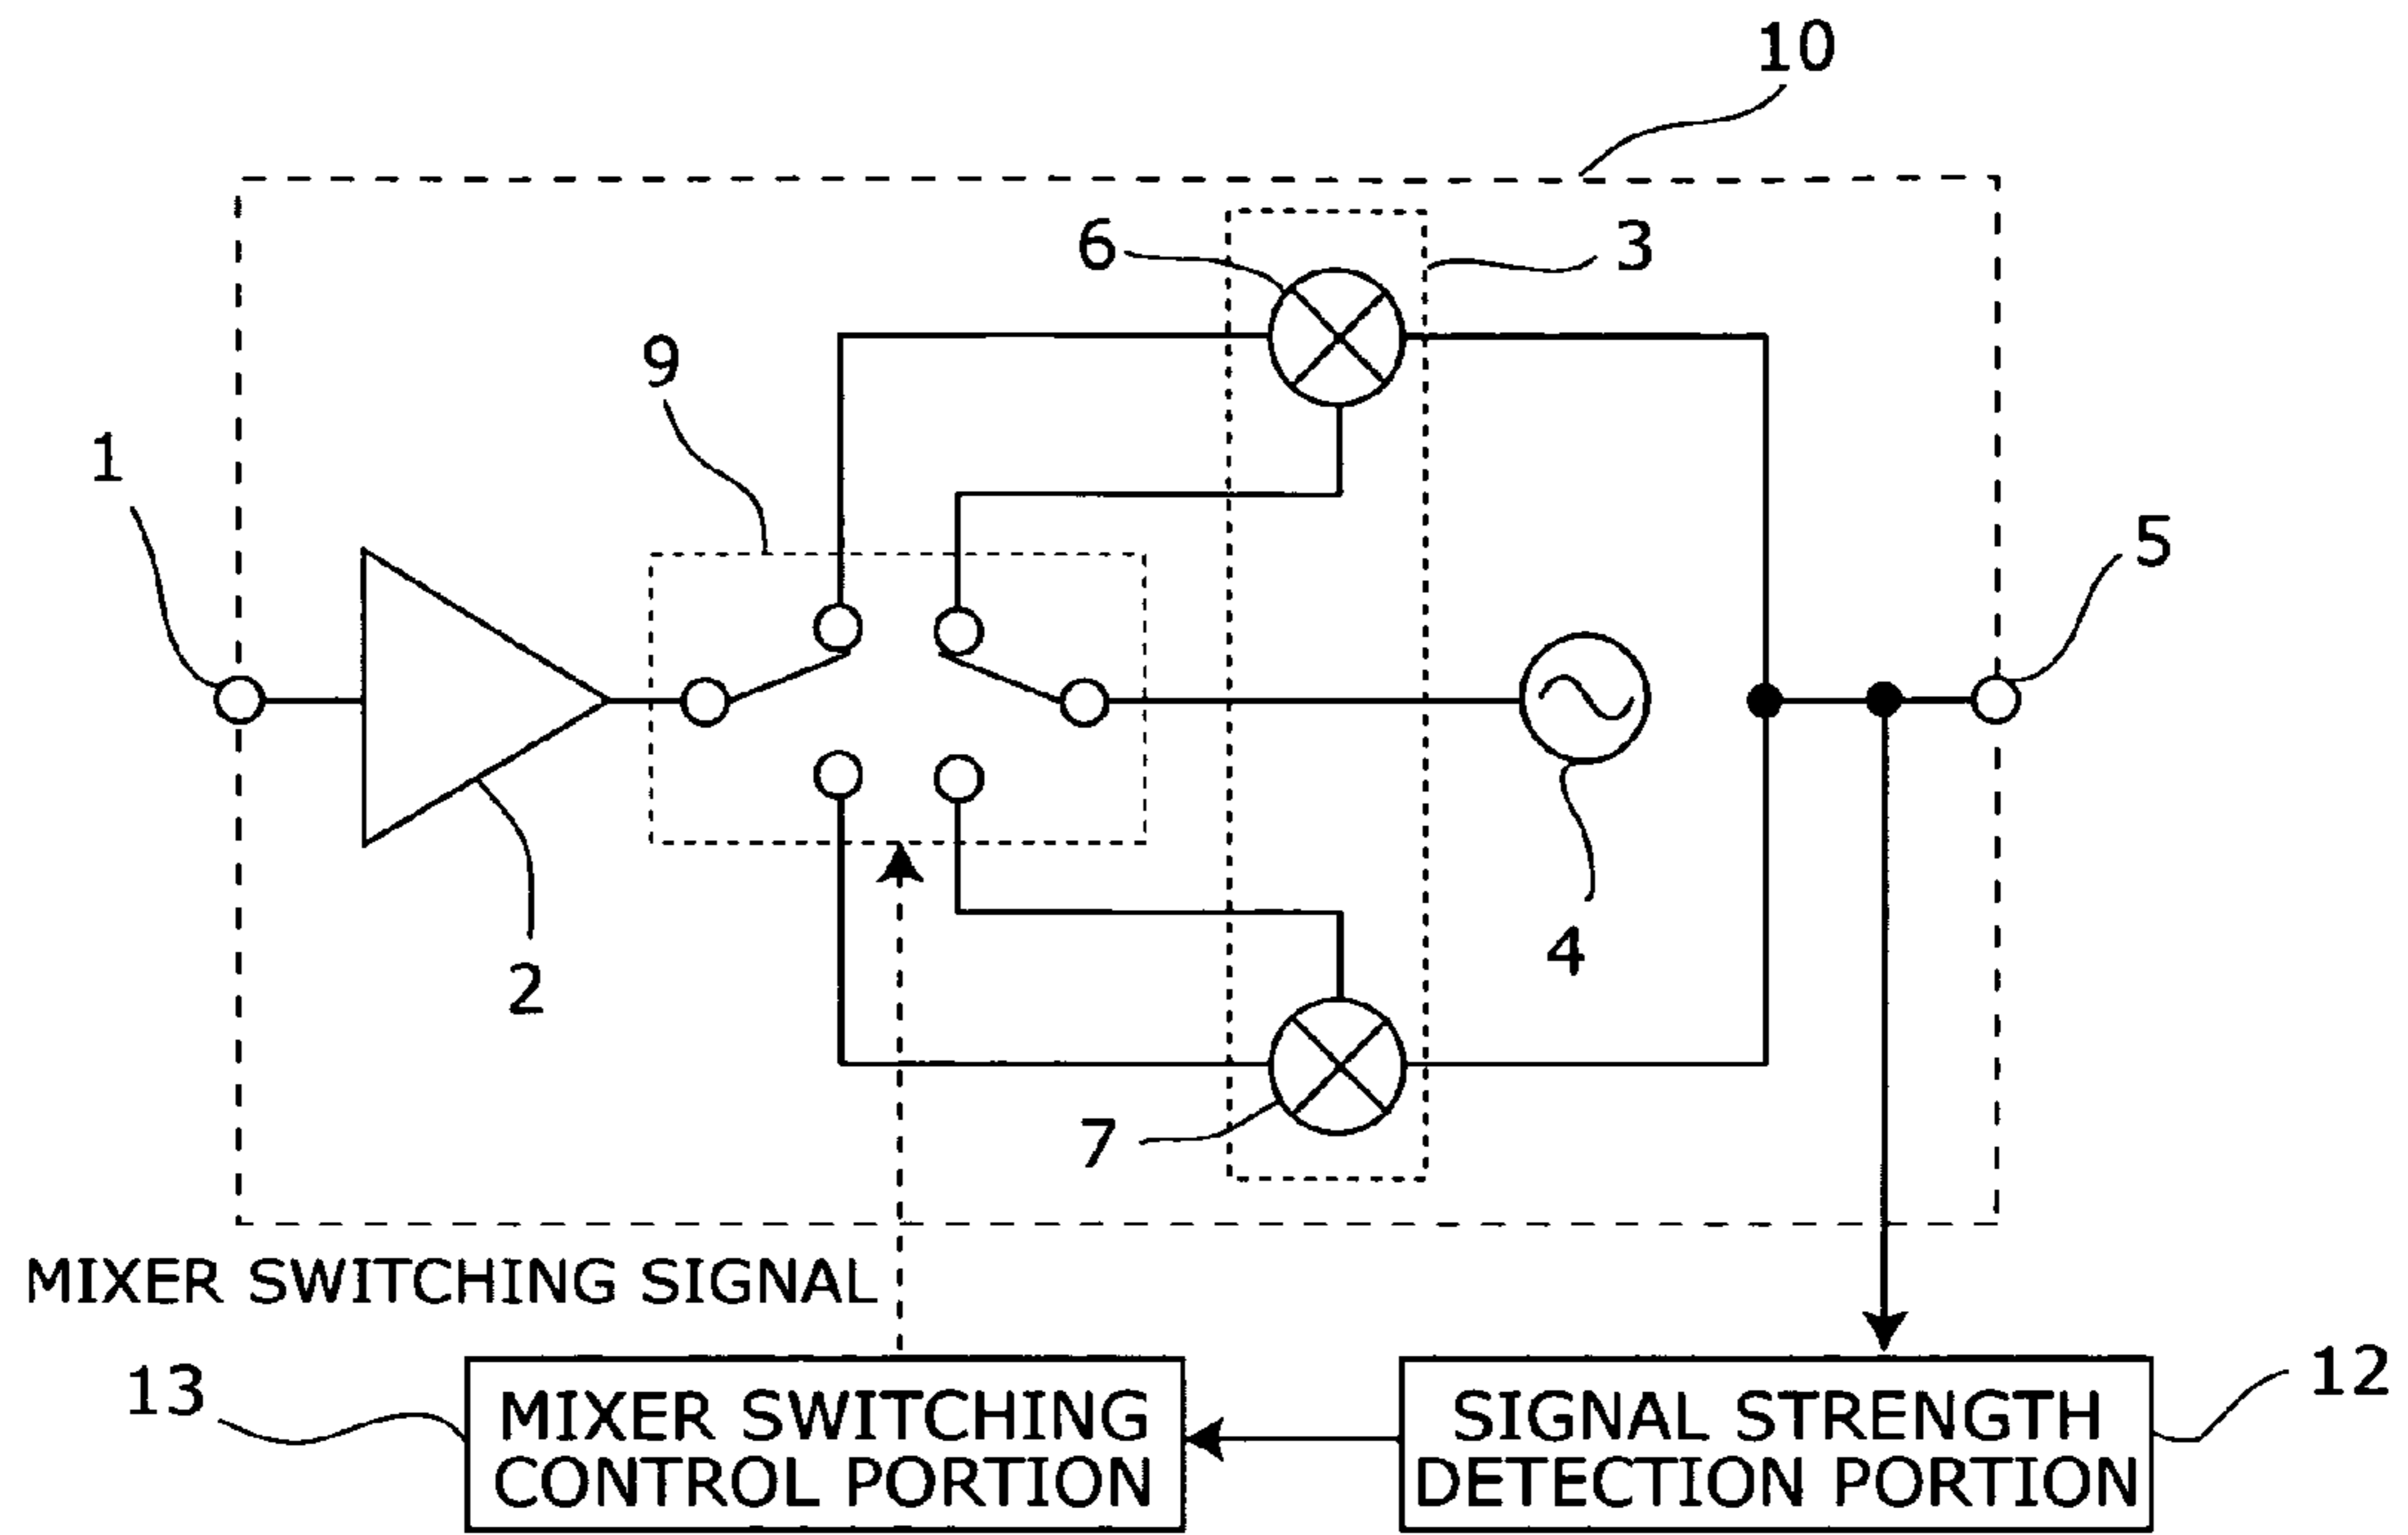 10
6
3
9
1
5
2
4
7
MIXER SWITCHING SIGNAL
13
MIXER SWITCHING
CONTROL PORTION
SIGNAL STRENGTH
DETECTION PORTION
12